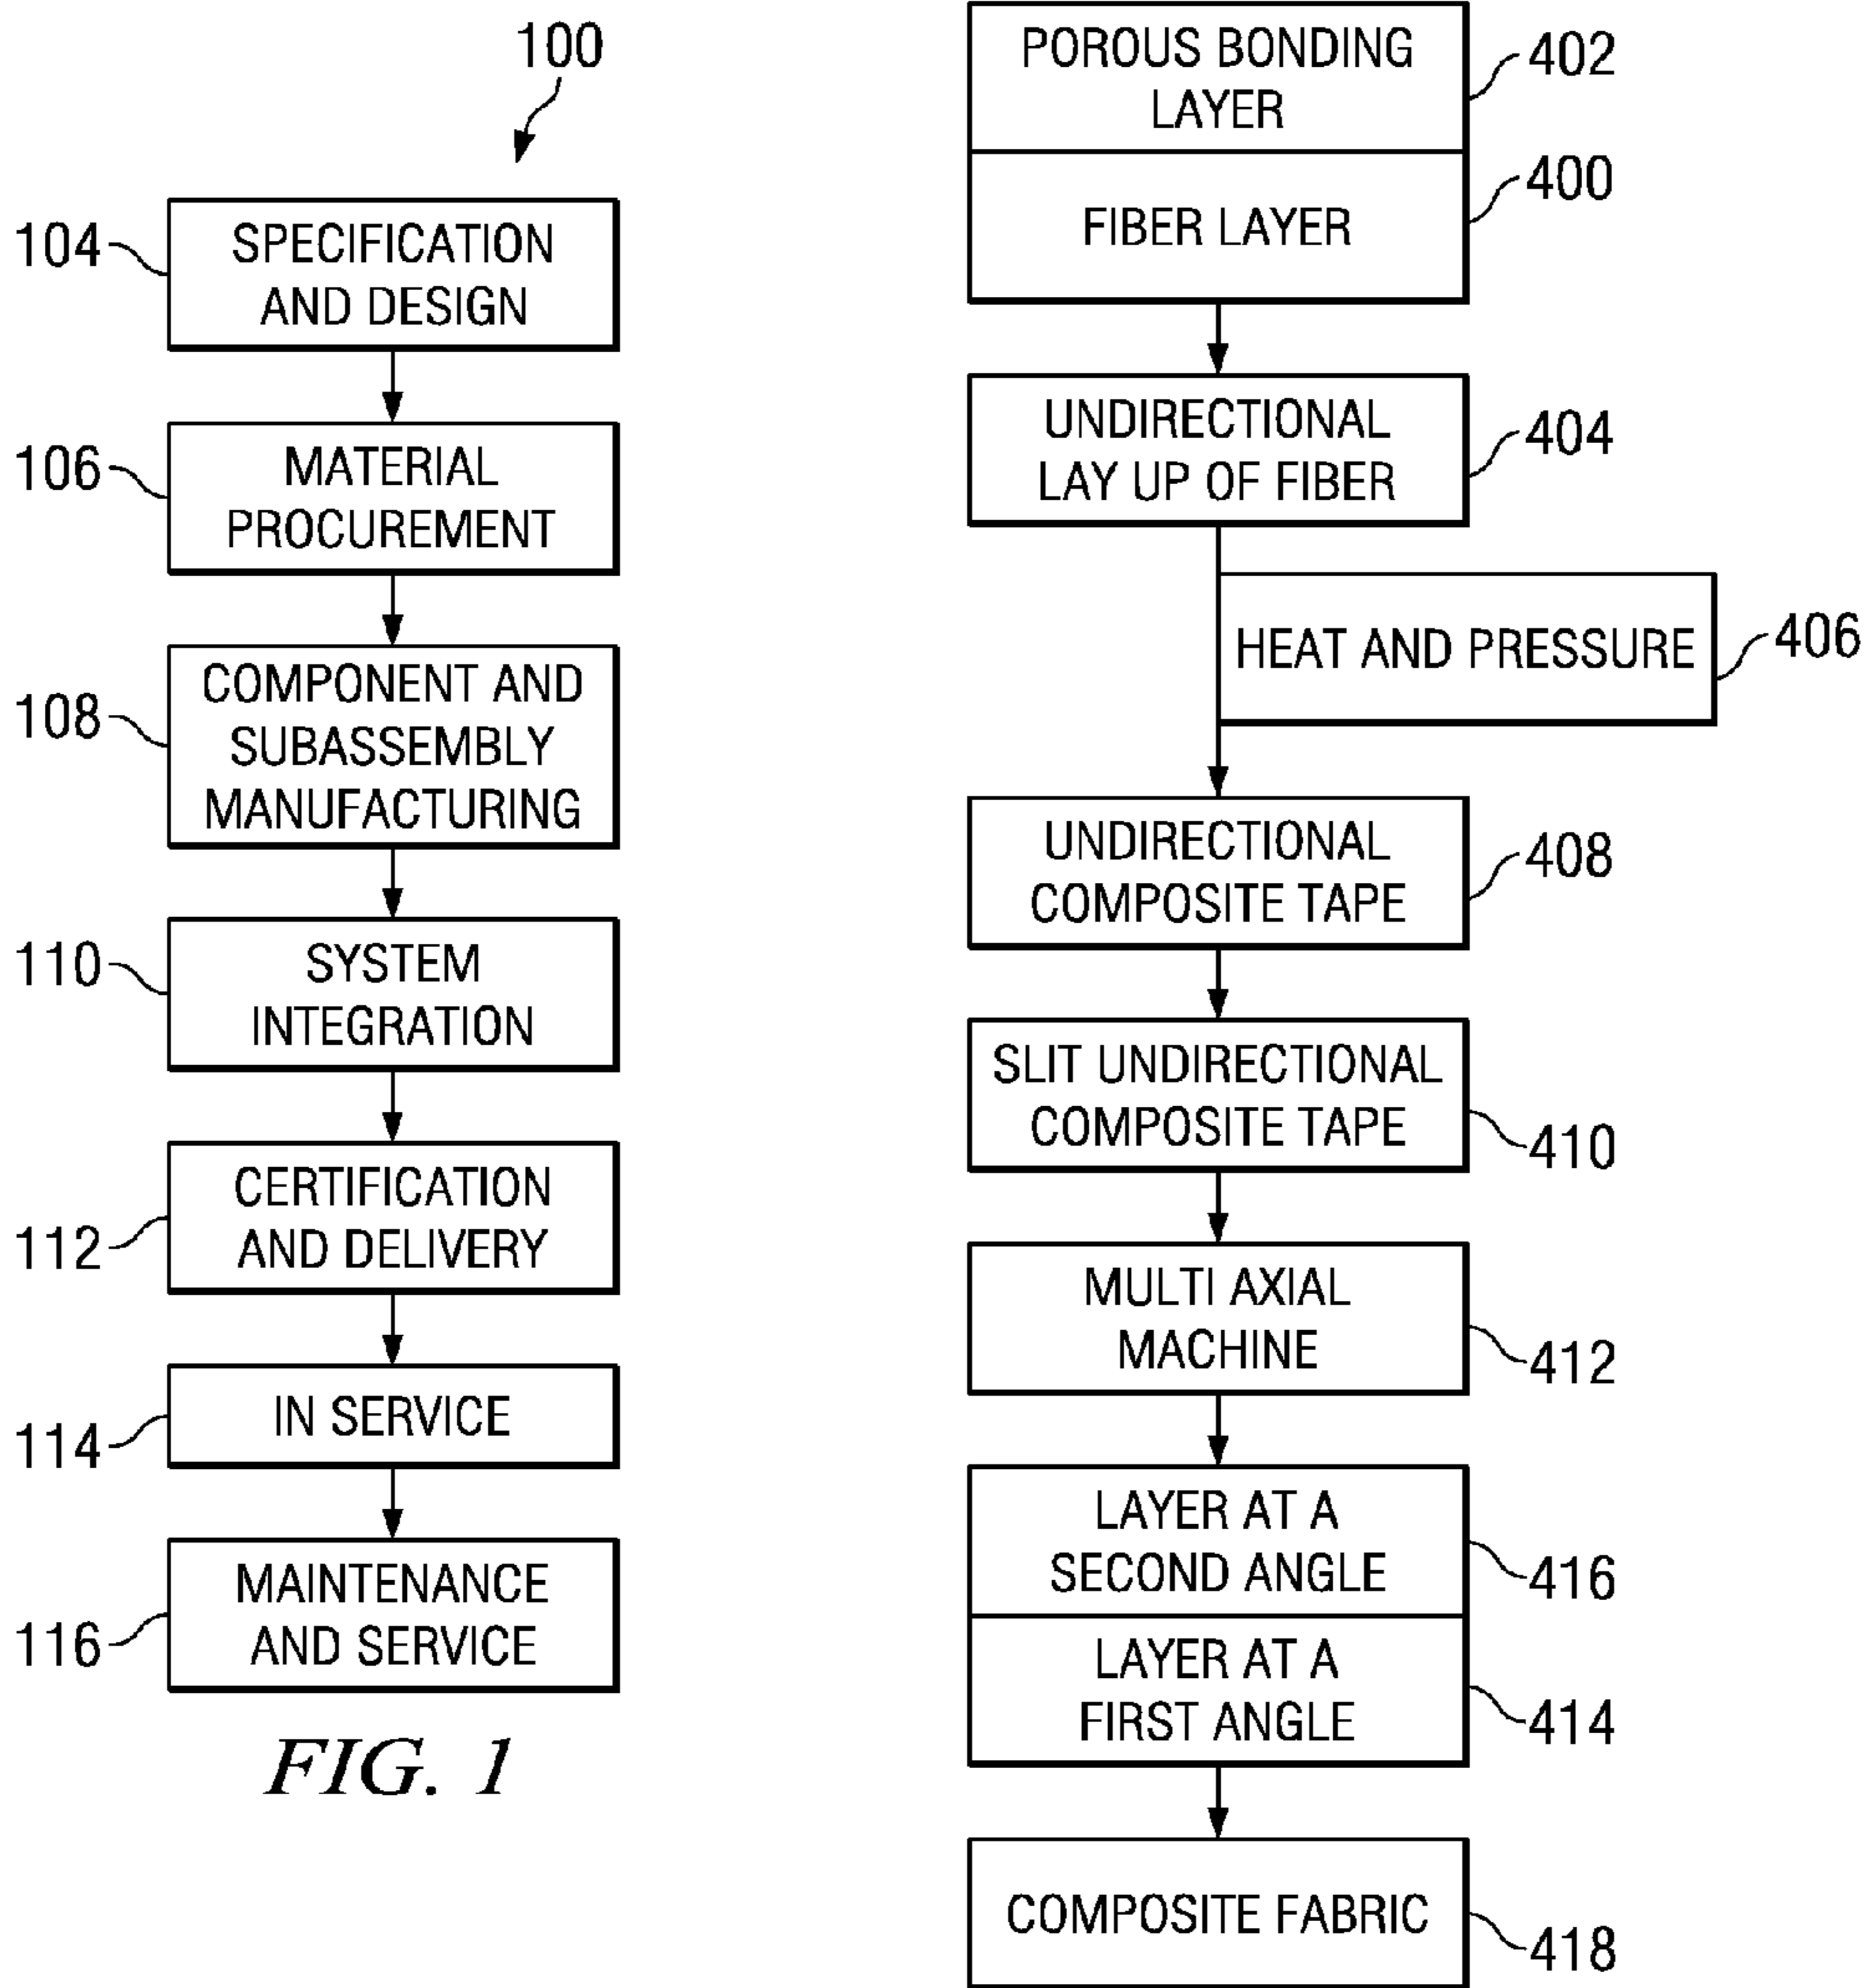 100
104
SPECIFICATION
AND DESIGN
106
MATERIAL
PROCUREMENT
108
COMPONENT AND
SUBASSEMBLY
MANUFACTURING
110
SYSTEM
INTEGRATION
112
CERTIFICATION
AND DELIVERY
114
IN SERVICE
116
MAINTENANCE
AND SERVICE
FIG. 1
POROUS BONDING
LAYER
402
FIBER LAYER
400
UNDIRECTIONAL
LAY UP OF FIBER
404
HEAT AND PRESSURE
406
UNDIRECTIONAL
COMPOSITE TAPE
408
SLIT UNDIRECTIONAL
COMPOSITE TAPE
410
MULTI AXIAL
MACHINE
412
LAYER AT A
SECOND ANGLE
416
LAYER AT A
FIRST ANGLE
414
COMPOSITE FABRIC
418